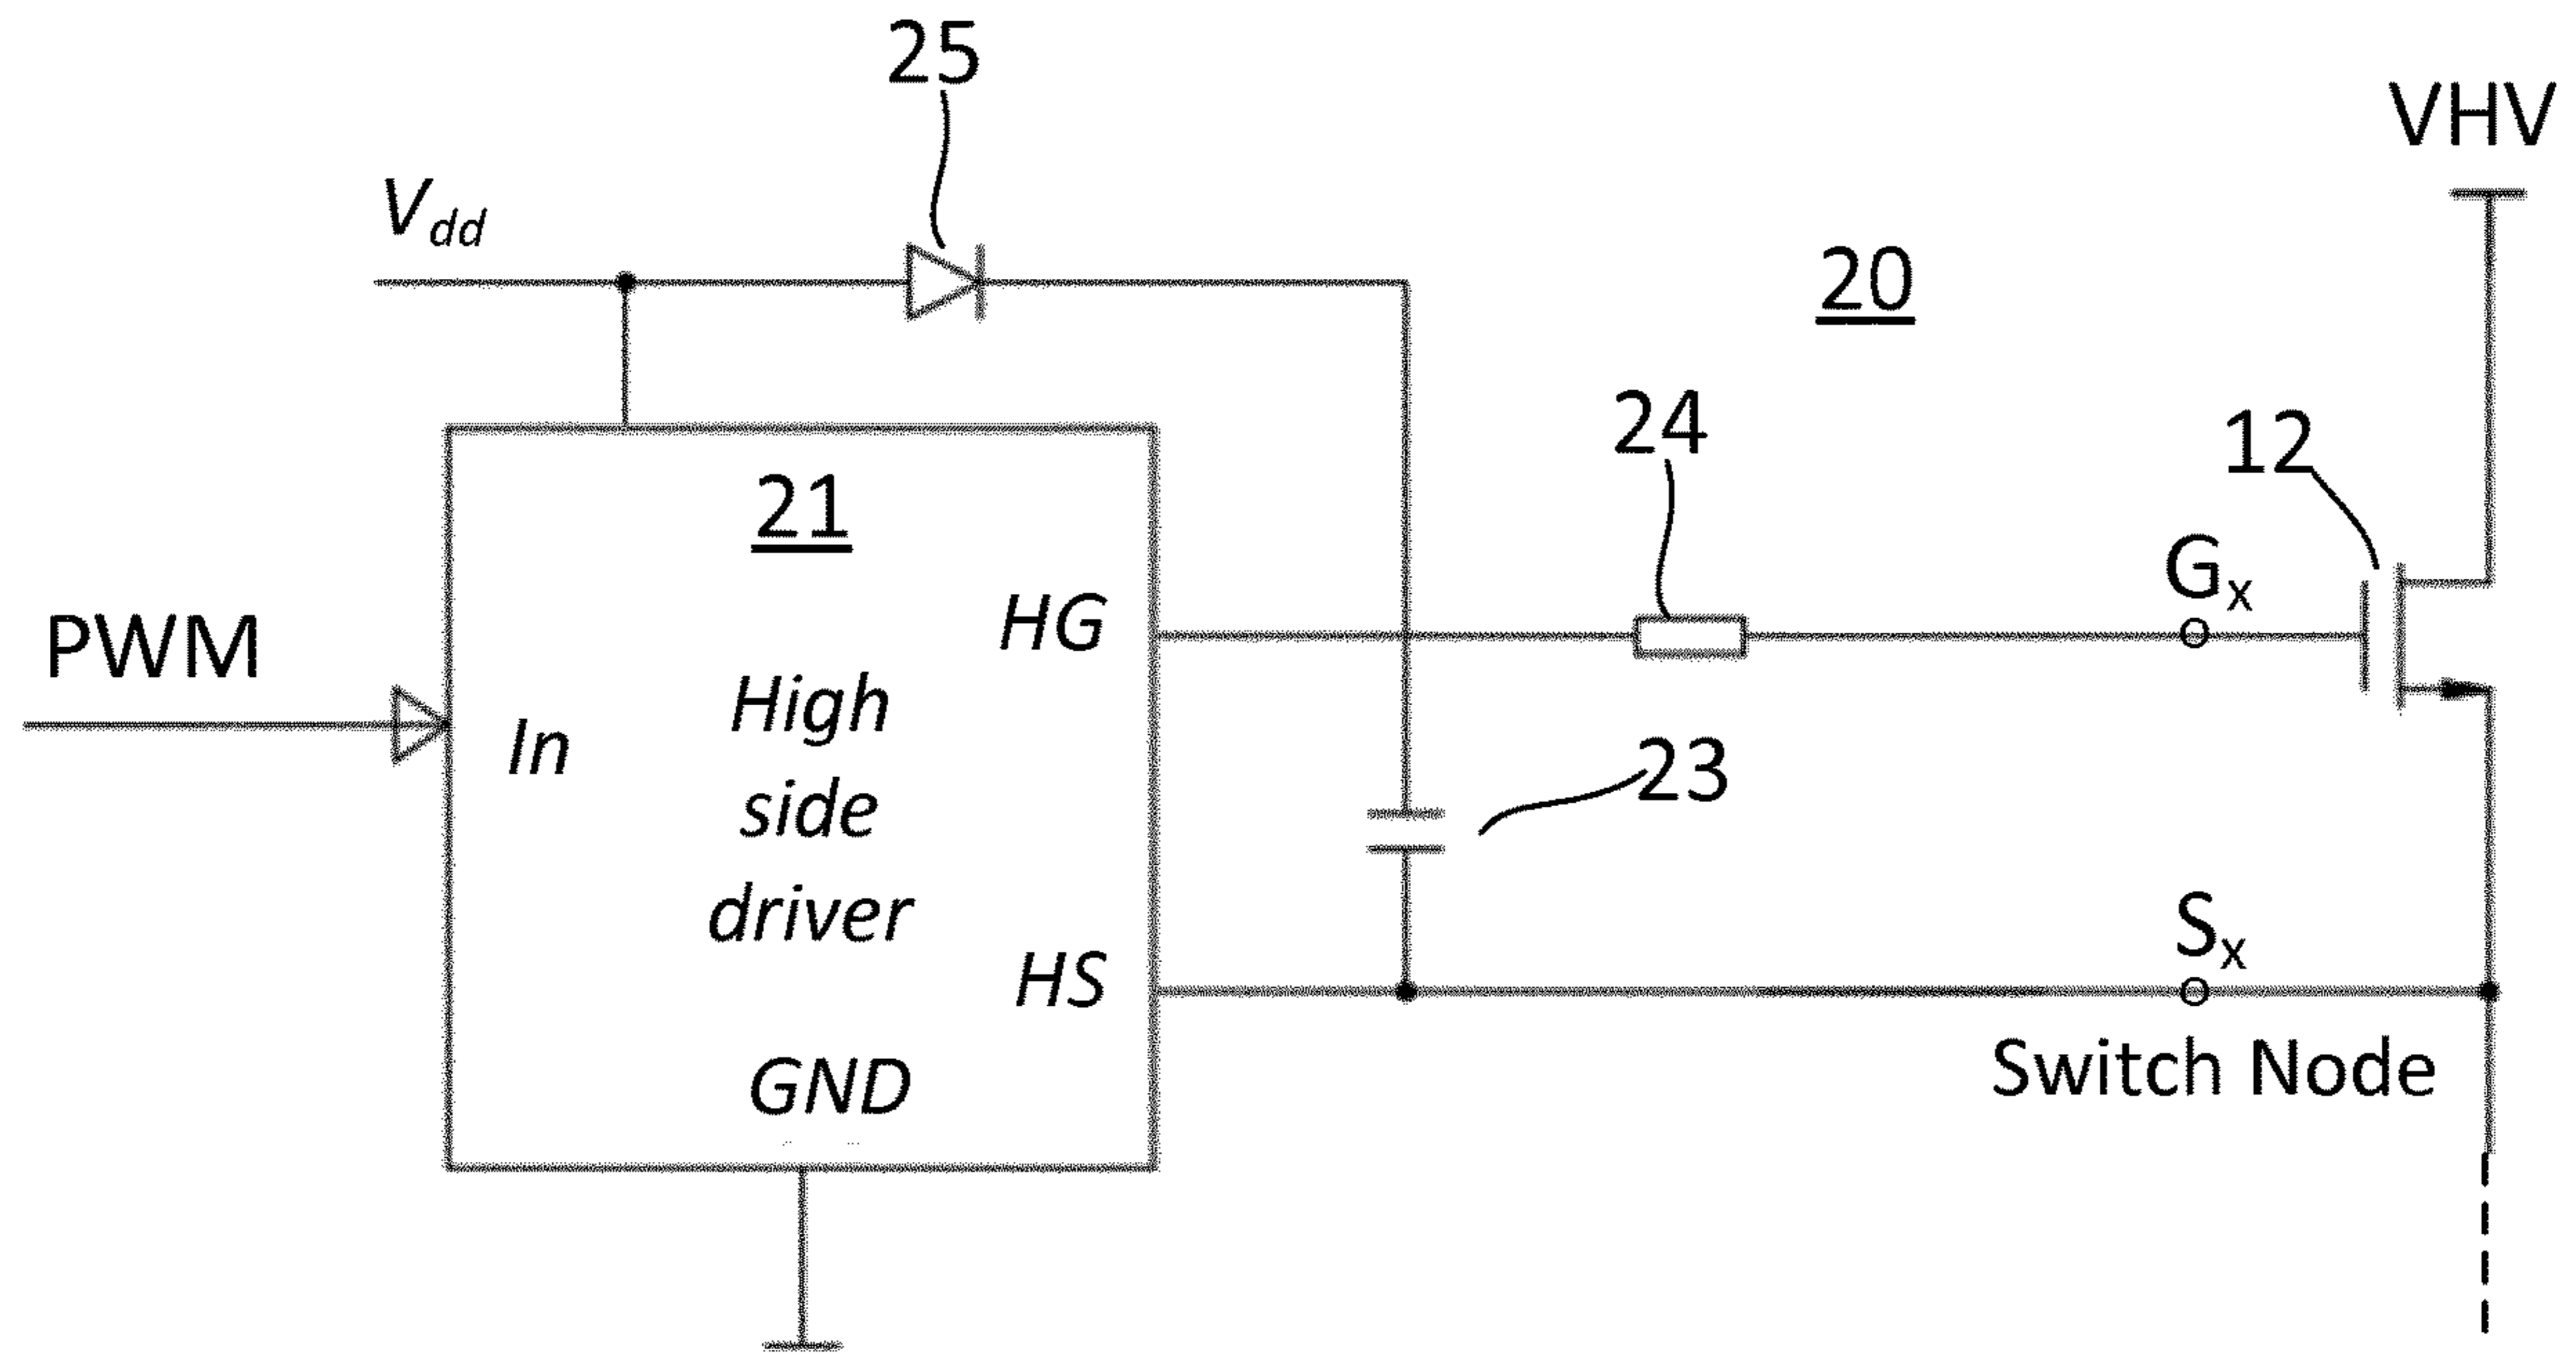 25
VHV
Vdd
20
24
12
21
Gx
HG
PWM
High
In
23
side
driver
Sx
HS
Switch Node
GND